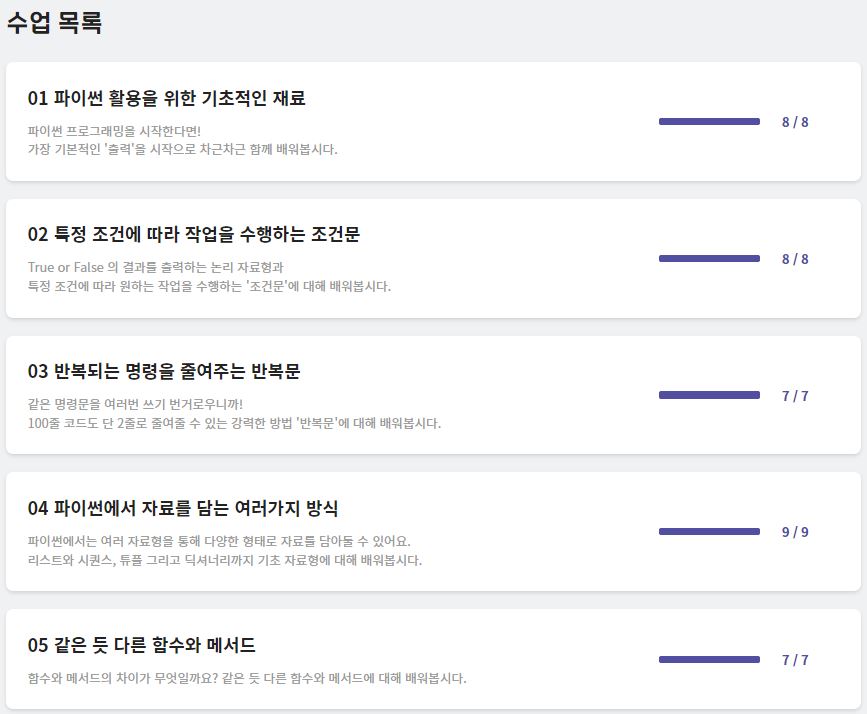 수업 목록
01 파이썬 활용을 위한 기초적인 재료
파이썬 프로그래밍을 시작한다면!
가장 기본적인 '출력'을 시작으로 차근차근 함께 배워봅시다.
8 / 8
02 특정 조건에 따라 작업을 수행하는 조건문
True or False 의 결과를 출력하는 논리 자료형과
특정 조건에 따라 원하는 작업을 수행하는 '조건문'에 대해 배워봅시다.
8 / 8
03 반복되는 명령을 줄여주는 반복문
같은 명령문을 여러번 쓰기 번거로우니까!
100줄 코드도 단 2줄로 줄여줄 수 있는 강력한 방법 '반복문'에 대해 배워봅시다.
7 / 7
04 파이썬에서 자료를 담는 여러가지 방식
파이썬에서는 여러 자료형을 통해 다양한 형태로 자료를 담아둘 수 있어요.
리스트와 시퀀스, 튜플 그리고 딕셔너리까지 기초 자료형에 대해 배워봅시다.
9 / 9
05 같은 듯 다른 함수와 메서드
함수와 메서드의 차이가 무엇일까요? 같은 듯 다른 함수와 메서드에 대해 배워봅시다.
7 / 7